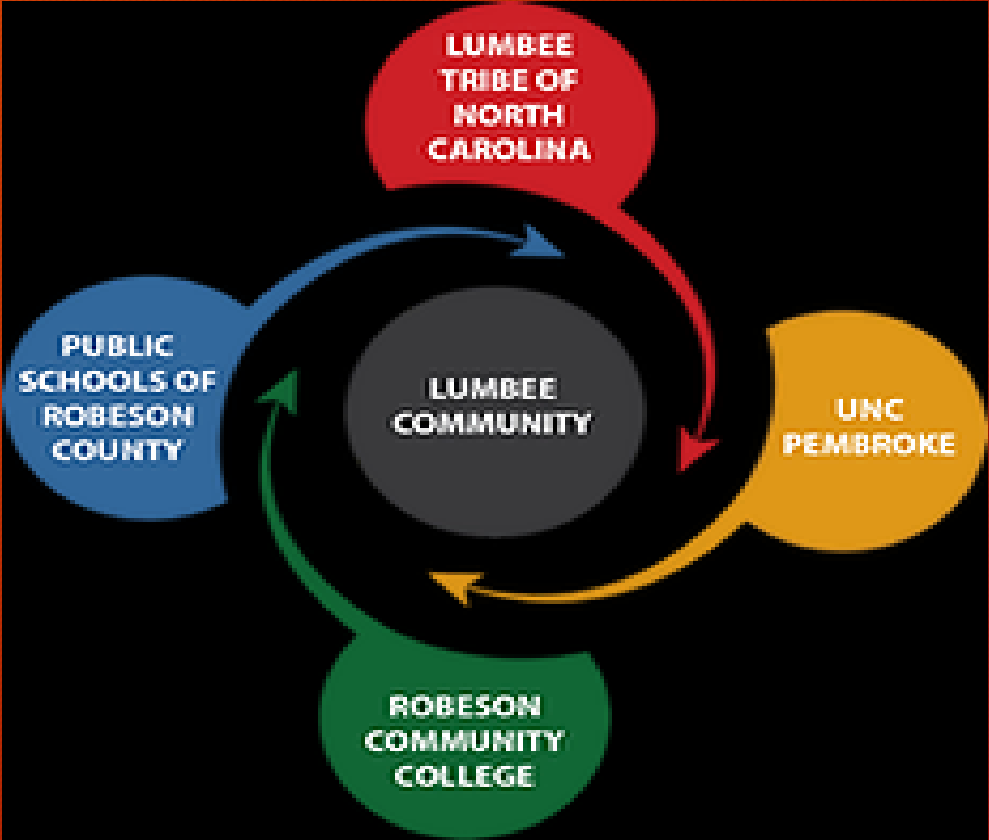 LUMBEE
TRIBE OF
NORTH
CAROLINA
PUBLIC
SCHOOLS OF
ROBESON
COUNTY
LUMBEE
COMMUNITY
UNC
PEMBROKE
ROBESON
COMMUNITY
COLLEGE